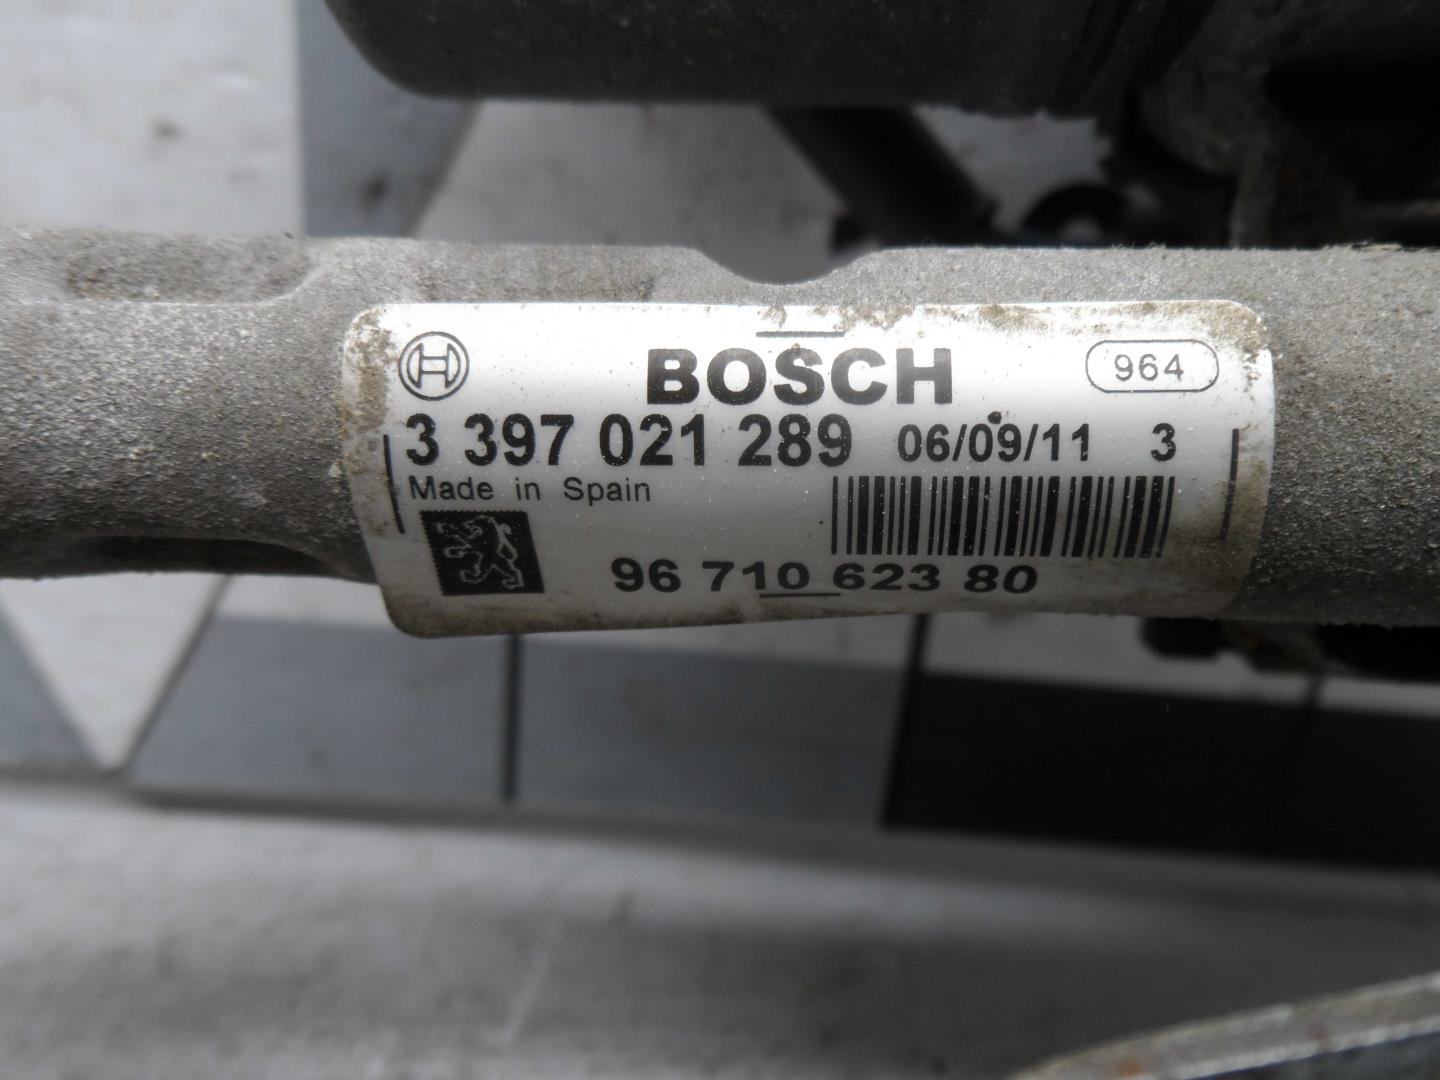 BOSCH 964
3 397 021 289 06/09/11 3
Made in Spain
96 710 623 80